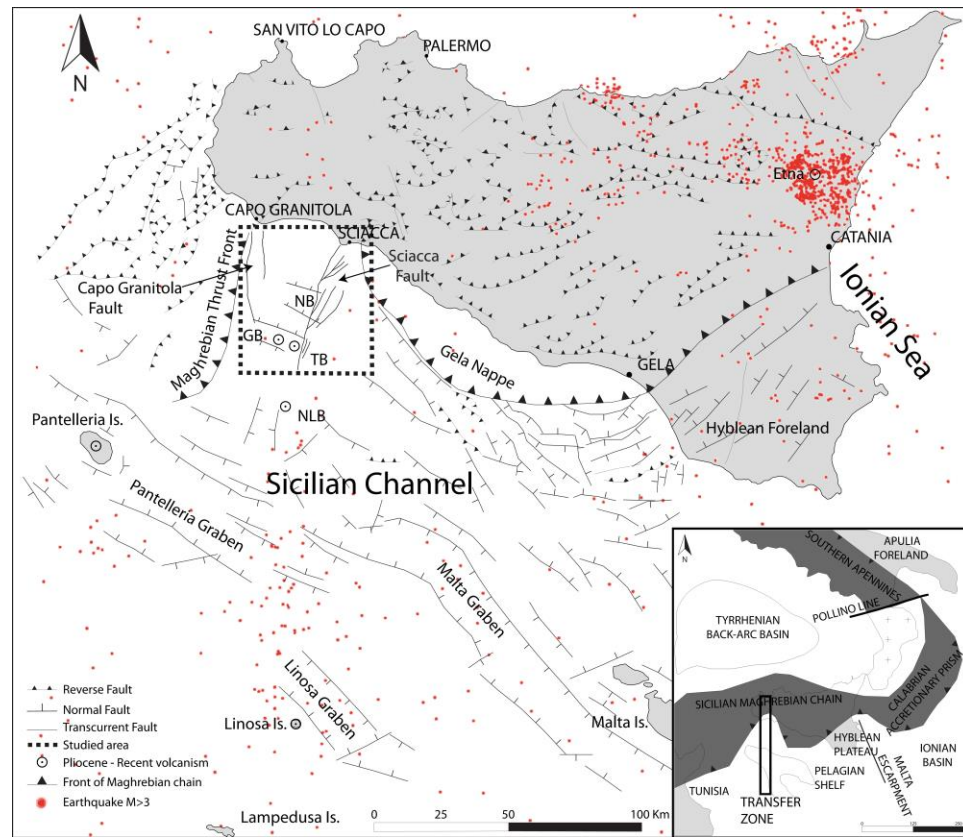 SAN VITÓ LO CAPO
PALERMO
N
Etna
CAPO GRANITOLA
SCIACCA
CATANIA
Ionian Sea
Capo Granitola
Fault
Maghrebian Thrust Front
Sciacca
Fault
NB
GB
TB
Gela Nappe
GELA
NLB
Hyblean Foreland
Pantelleria Is.
Sicilian Channel
Pantelleria Graben
Malta Graben
Linosa Graben
Linosa Is.
Malta Is.
Lampedusa Is.
Reverse Fault
Normal Fault
Transcurrent Fault
Studied area
Pliocene - Recent volcanism
Front of Maghrebian chain
Earthquake M>3
0 50 100 Km
N
APULIA
FORELAND
SOUTHERN APENNINES
POLLINO LINE
TYRRHENIAN
BACK-ARC BASIN
CALABRIAN
ACCRETIONARY PRISM
SICILIAN MAGHREBIAN CHAIN
HYBLEAN
PLATEAU
IONIAN
BASIN
MALTA
ESCARPMENT
PELAGIAN
SHELF
TUNISIA
TRANSFER
ZONE
0